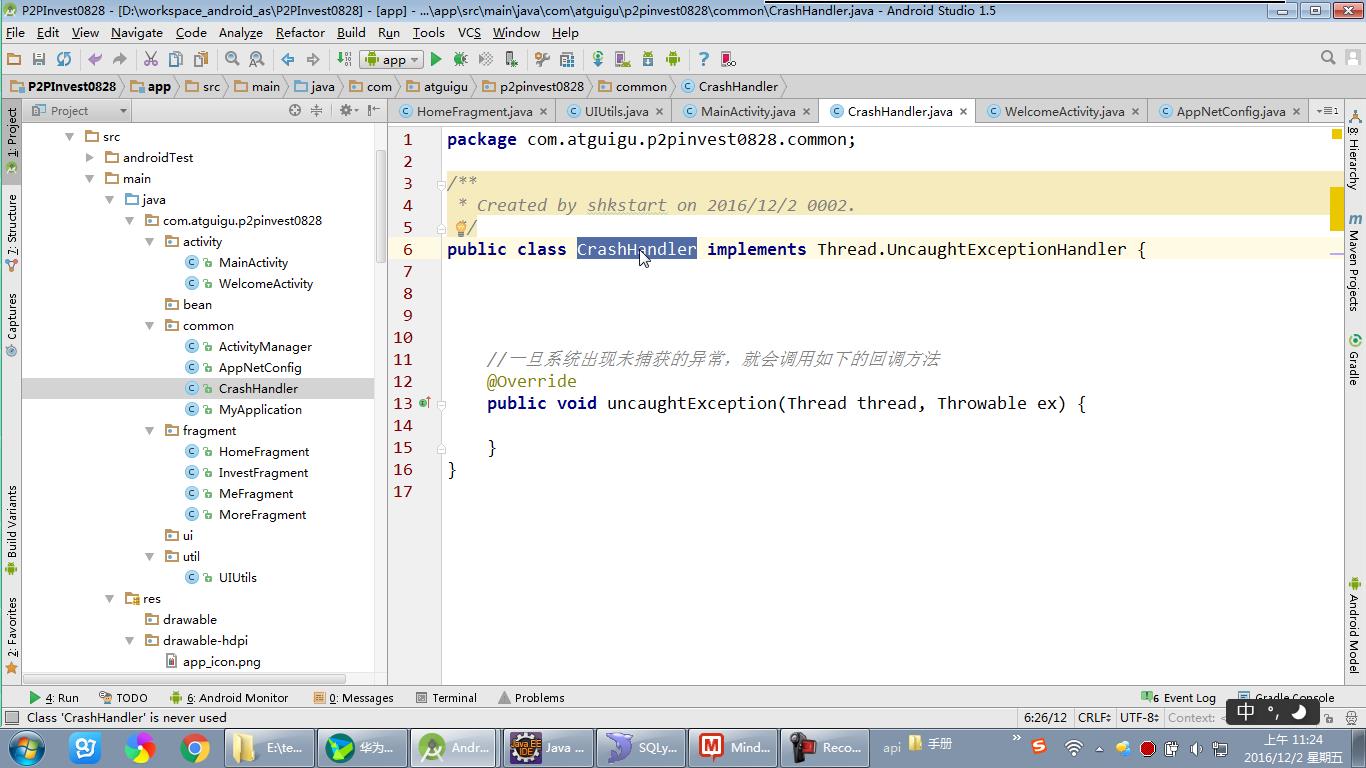 P2PInvest0828 - [D:\workspace_android_as\P2PInvest0828] - [app] - ...\app\src\main\java\com\atguigu\p2pinvest0828\common\CrashHandler.java - Android Studio 1.5
File Edit View Navigate Code Analyze Refactor Build Run Tools VCS Window Help
app
P2PInvest0828 app src main java com atguigu p2pinvest0828 common CrashHandler
Project
HomeFragment.java UIUtils.java MainActivity.java CrashHandler.java WelcomeActivity.java AppNetConfig.java
1: Project
7: Structure
Captures
Build Variants
2: Favorites
src
androidTest
main
java
com.atguigu.p2pinvest0828
activity
MainActivity
WelcomeActivity
bean
common
ActivityManager
AppNetConfig
CrashHandler
MyApplication
fragment
HomeFragment
InvestFragment
MeFragment
MoreFragment
ui
util
UIUtils
res
drawable
drawable-hdpi
app_icon.png
1 package com.atguigu.p2pinvest0828.common;
2
3 /**
4 * Created by shkstart on 2016/12/2 0002.
5 */
6 public class CrashHandler implements Thread.UncaughtExceptionHandler {
7
8
9
10
11 //一旦系统出现未捕获的异常，就会调用如下的回调方法
12 @Override
13 public void uncaughtException(Thread thread, Throwable ex) {
14
15 }
16 }
17
8: Hierarchy
Maven Projects
Gradle
Android Model
4: Run TODO 6: Android Monitor 0: Messages Terminal Problems 6 Event Log Gradle Console
Class 'CrashHandler' is never used 6:26/12 CRLF UTF-8 Context:
中
E:\te... 华为... Andr... Java ... SQLy... Mind... Reco... api 手册
上午 11:24
2016/12/2 星期五